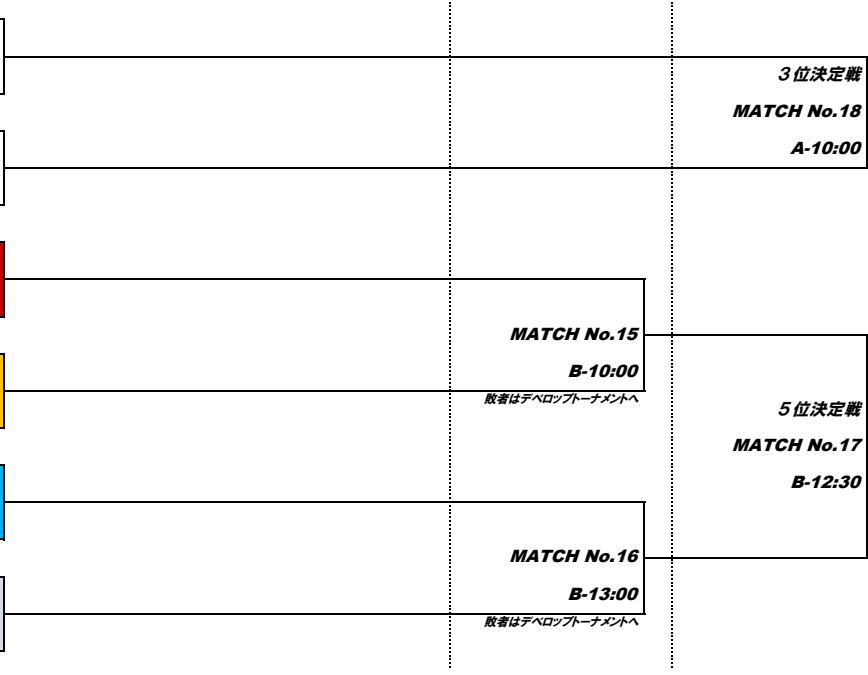 ３位決定戦
MATCH No.18
A-10:00
MATCH No.15
B-10:00
敗者はデベロップトーナメントへ
５位決定戦
MATCH No.17
B-12:30
MATCH No.16
B-13:00
敗者はデベロップトーナメントへ